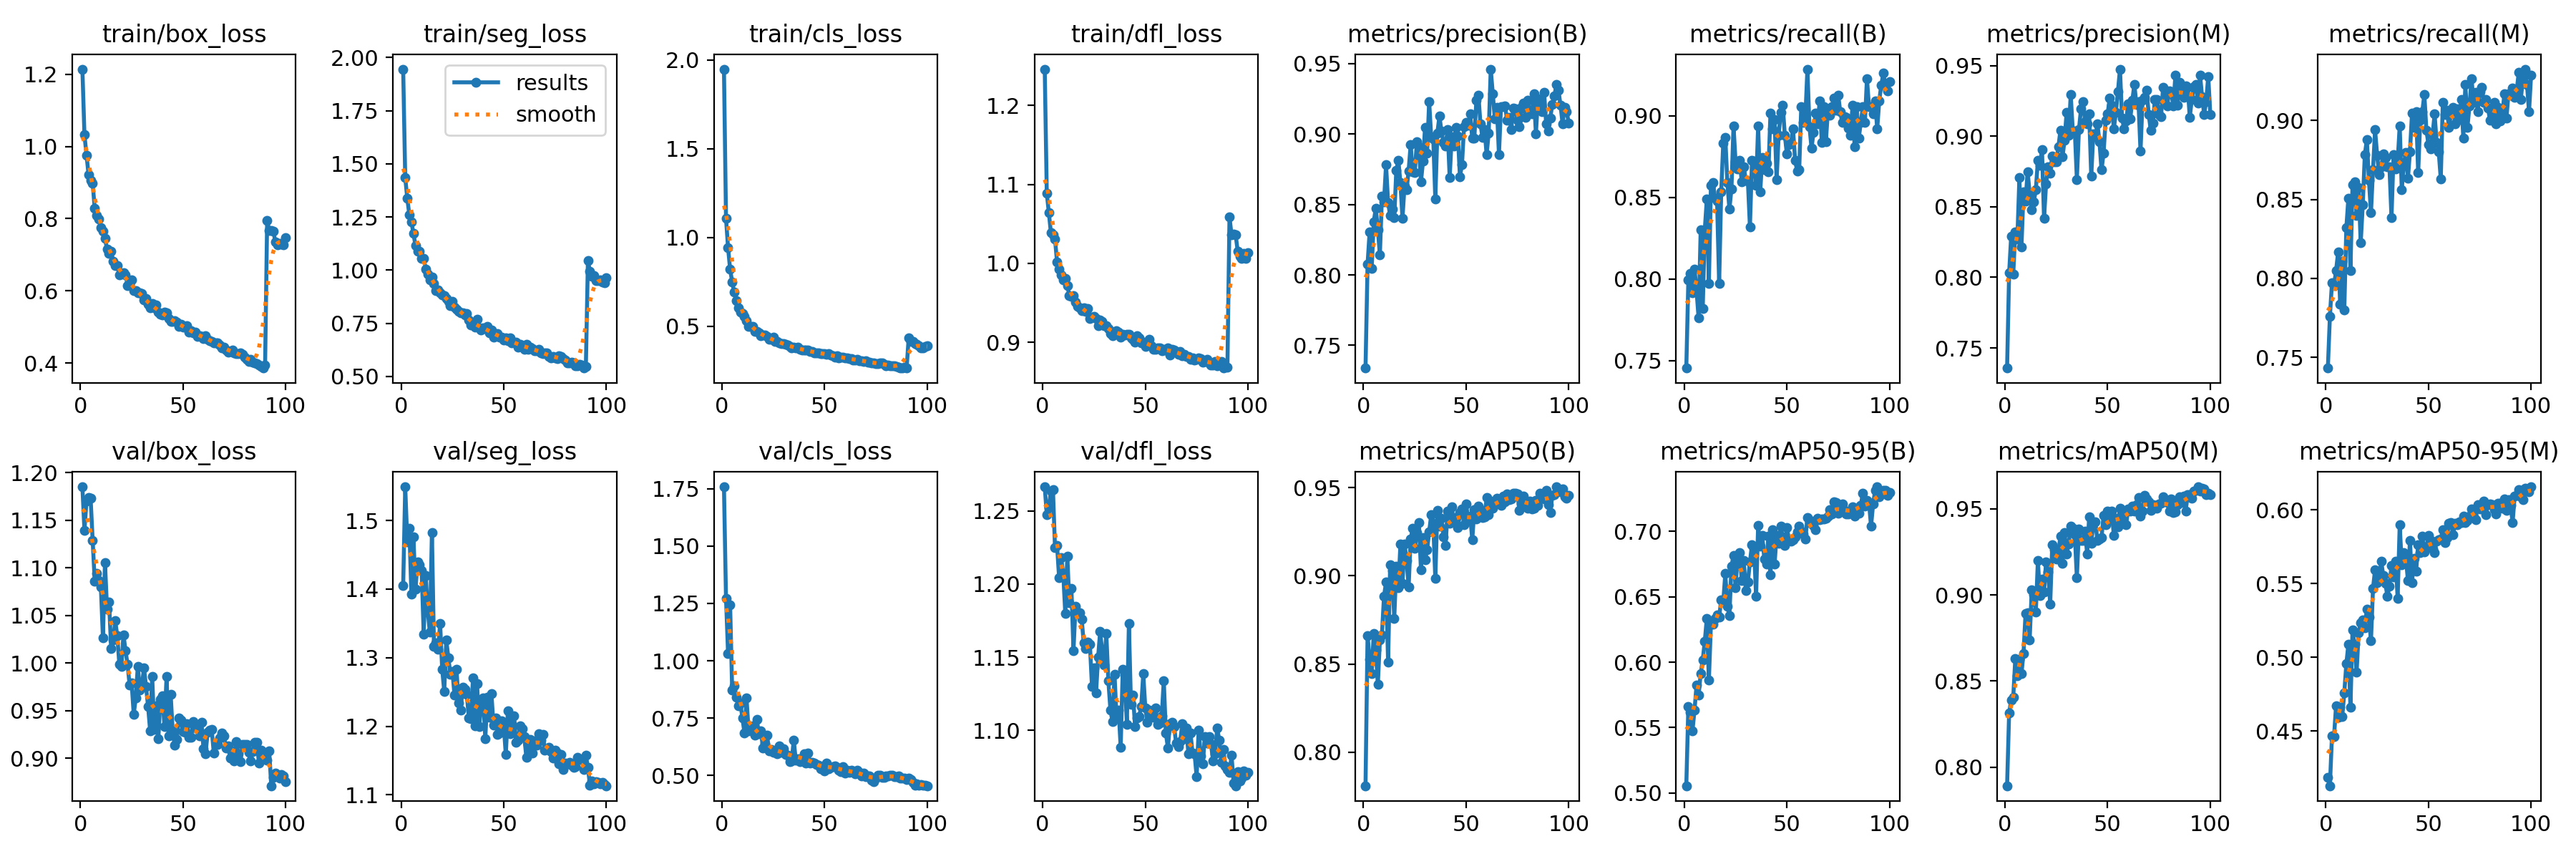 train/box_loss
train/seg_loss
train/cls_loss
train/dfl_loss
metrics/precision(B)
metrics/recall(B)
metrics/precision(M)
metrics/recall(M)
1.2
1.0
0.8
0.6
0.4
0 50 100
2.00
1.75
1.50
1.25
1.00
0.75
0.50
0 50 100
results
smooth
2.0
1.5
1.0
0.5
0 50 100
1.2
1.1
1.0
0.9
0 50 100
0.95
0.90
0.85
0.80
0.75
0 50 100
0.90
0.85
0.80
0.75
0 50 100
0.95
0.90
0.85
0.80
0.75
0 50 100
0.90
0.85
0.80
0.75
0 50 100
val/box_loss
val/seg_loss
val/cls_loss
val/dfl_loss
metrics/mAP50(B)
metrics/mAP50-95(B)
metrics/mAP50(M)
metrics/mAP50-95(M)
1.20
1.15
1.10
1.05
1.00
0.95
0.90
0 50 100
1.5
1.4
1.3
1.2
1.1
0 50 100
1.75
1.50
1.25
1.00
0.75
0.50
0 50 100
1.25
1.20
1.15
1.10
0 50 100
0.95
0.90
0.85
0.80
0 50 100
0.70
0.65
0.60
0.55
0.50
0 50 100
0.95
0.90
0.85
0.80
0 50 100
0.60
0.55
0.50
0.45
0 50 100